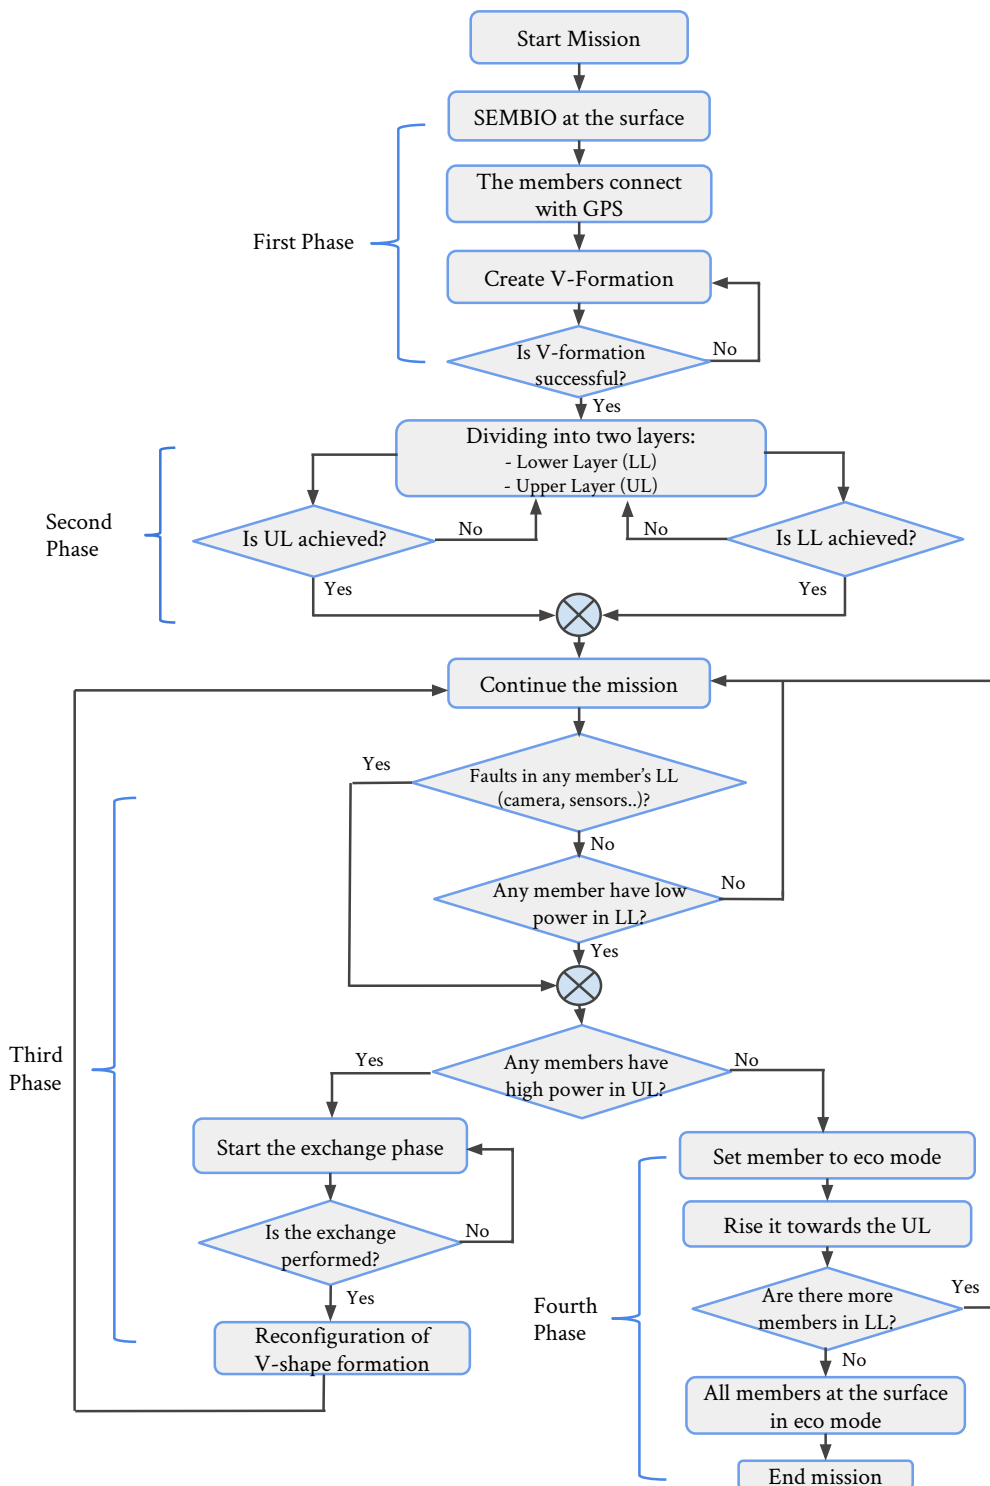 Start Mission
SEMBIO at the surface
The members connect
with GPS
First Phase
Create V-Formation
Is V-formation
successful?
No
Yes
Dividing into two layers:
- Lower Layer (LL)
- Upper Layer (UL)
Second
Phase
Is UL achieved?
No
No
Is LL achieved?
Yes
Yes
Continue the mission
Yes
Faults in any member's LL
(camera, sensors..)?
No
Any member have low
power in LL?
No
Yes
Third
Phase
Any members have
high power in UL?
Yes
No
Start the exchange phase
Set member to eco mode
Is the exchange
performed?
No
Rise it towards the UL
Yes
Fourth
Phase
Are there more
members in LL?
Yes
No
Reconfiguration of
V-shape formation
All members at the surface
in eco mode
End mission